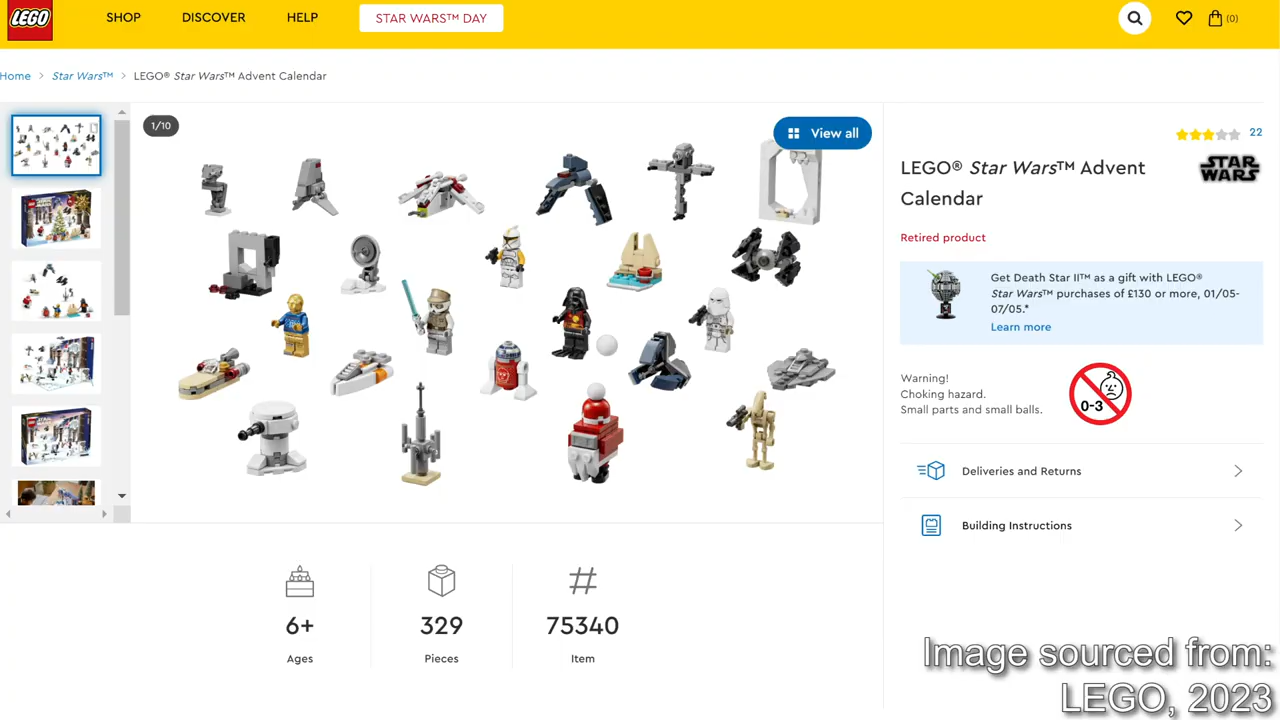 LEGO
SHOP
DISCOVER
HELP
STAR WARS™ DAY
(0)
Home > Star Wars™ > LEGO® Star Wars™ Advent Calendar
1/10
View all
22
LEGO® Star Wars™ Advent
Calendar
STAR
WARS
Retired product
Get Death Star II™ as a gift with LEGO®
Star Wars™ purchases of £130 or more, 01/05-
07/05.*
Learn more
Warning!
Choking hazard.
Small parts and small balls.
0-3
Deliveries and Returns
Building Instructions
6+
Ages
329
Pieces
#
75340
Item
Image sourced from:
LEGO, 2023